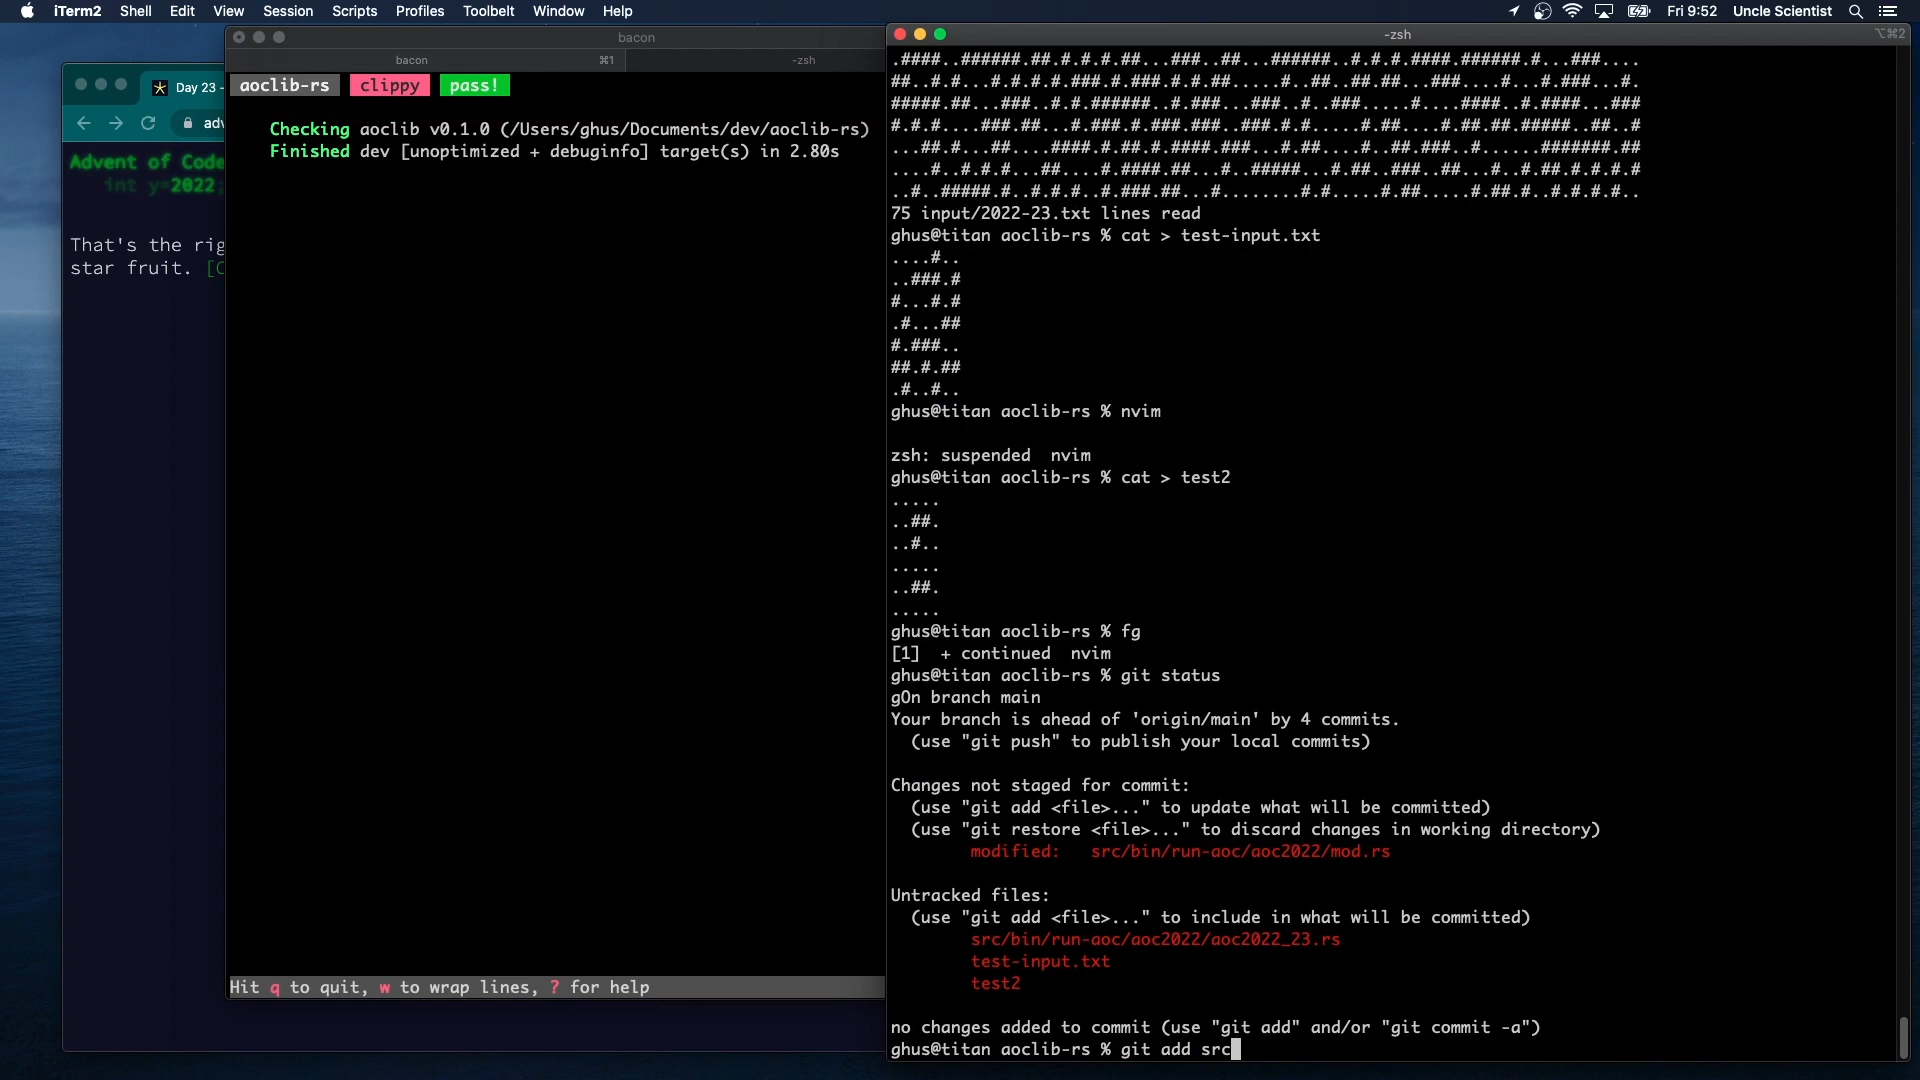 iTerm2 Shell Edit View Session Scripts Profiles Toolbelt Window Help Fri 9:52 Uncle Scientist
Day 23 -
adv
Advent of Code
int y=2022;
That's the rig
star fruit. [C
bacon
bacon ⌘1 -zsh
aoclib-rs clippy pass!
Checking aoclib v0.1.0 (/Users/ghus/Documents/dev/aoclib-rs)
Finished dev [unoptimized + debuginfo] target(s) in 2.80s
Hit q to quit, w to wrap lines, ? for help
-zsh ⌥⌘2
.####..######.##.#.#.#.##...###..##...######..#.#.#.####.######.#...###....
##..#.#...#.#.#.#.###.#.###.#.#.##.....#..##..##.##...###....#...#.###...#.
#####.##...###..#.#.######..#.###...###..#..###.....#....####..#.####...###
#.#.#....###.##...#.###.#.###.###..###.#.#.....#.##....#.##.##.#####..##..#
...##.#...##....####.#.##.#.####.###...#.##....#..##.###..#......#######.##
....#..#.#.#...##....#.####.##...#..#####...#.##..###..##...#..#.##.#.#.#.#
..#..#####.#..#.#.#..#.###.##...#........#.#.....#.##.....#.##.#..#.#.#.#..
75 input/2022-23.txt lines read
ghus@titan aoclib-rs % cat > test-input.txt
....#..
..###.#
#...#.#
.#...##
#.###..
##.#.##
.#..#..
ghus@titan aoclib-rs % nvim
zsh: suspended  nvim
ghus@titan aoclib-rs % cat > test2
.....
..##.
..#..
.....
..##.
.....
ghus@titan aoclib-rs % fg
[1]  + continued  nvim
ghus@titan aoclib-rs % git status
gOn branch main
Your branch is ahead of 'origin/main' by 4 commits.
(use "git push" to publish your local commits)
Changes not staged for commit:
(use "git add <file>..." to update what will be committed)
(use "git restore <file>..." to discard changes in working directory)
modified:   src/bin/run-aoc/aoc2022/mod.rs
Untracked files:
(use "git add <file>..." to include in what will be committed)
src/bin/run-aoc/aoc2022/aoc2022_23.rs
test-input.txt
test2
no changes added to commit (use "git add" and/or "git commit -a")
ghus@titan aoclib-rs % git add src